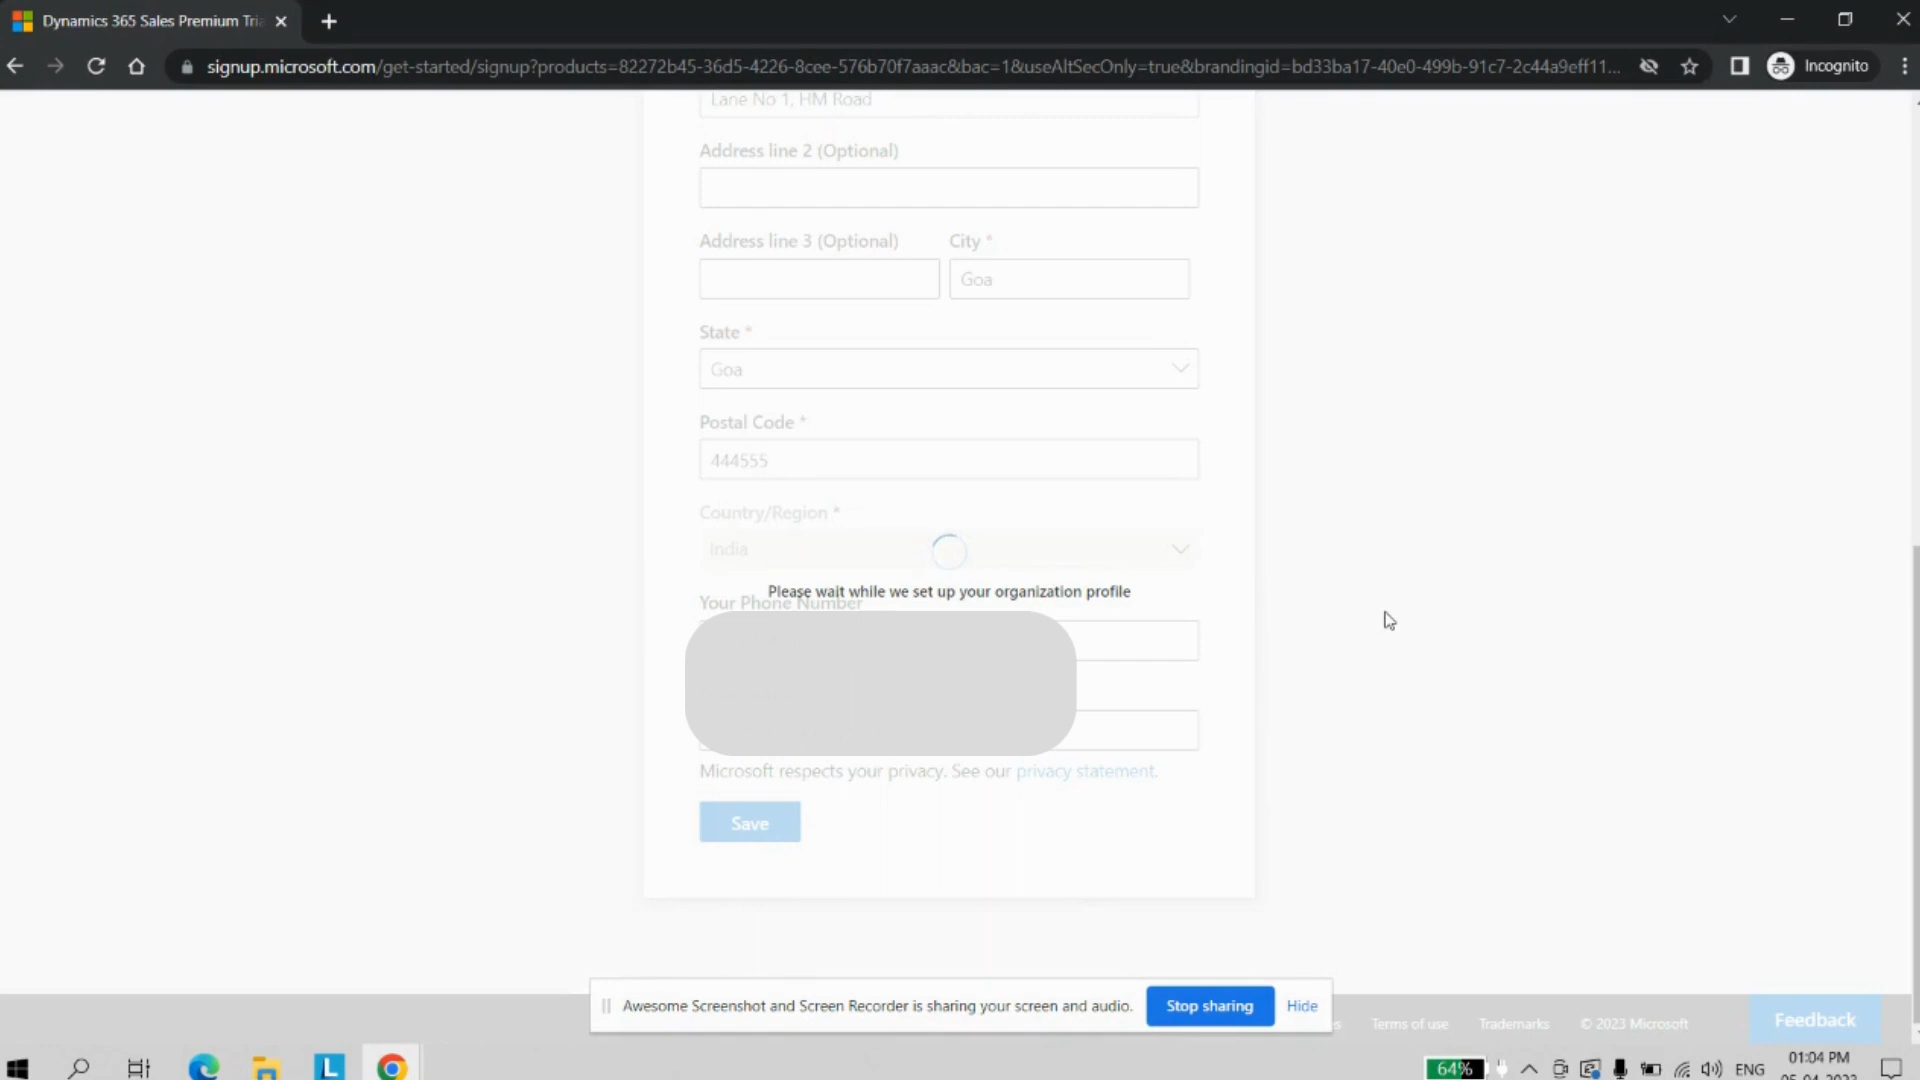 Dynamics 365 Sales Premium Tria
signup.microsoft.com/get-started/signup?products=82272b45-36d5-4226-8cee-576b70f7aaac&bac=1&useAltSecOnly=true&brandingid=bd33ba17-40e0-499b-91c7-2c44a9eff11...
Incognito
Lane No 1, HM Road
Address line 2 (Optional)
Address line 3 (Optional)
City *
Goa
State *
Goa
Postal Code *
444555
Country/Region *
India
Please wait while we set up your organization profile
Your Phone Number
Microsoft respects your privacy. See our privacy statement.
Save
Awesome Screenshot and Screen Recorder is sharing your screen and audio.
Stop sharing
Hide
Terms of use
Trademarks
© 2023 Microsoft
Feedback
L
64%
ENG
01:04 PM